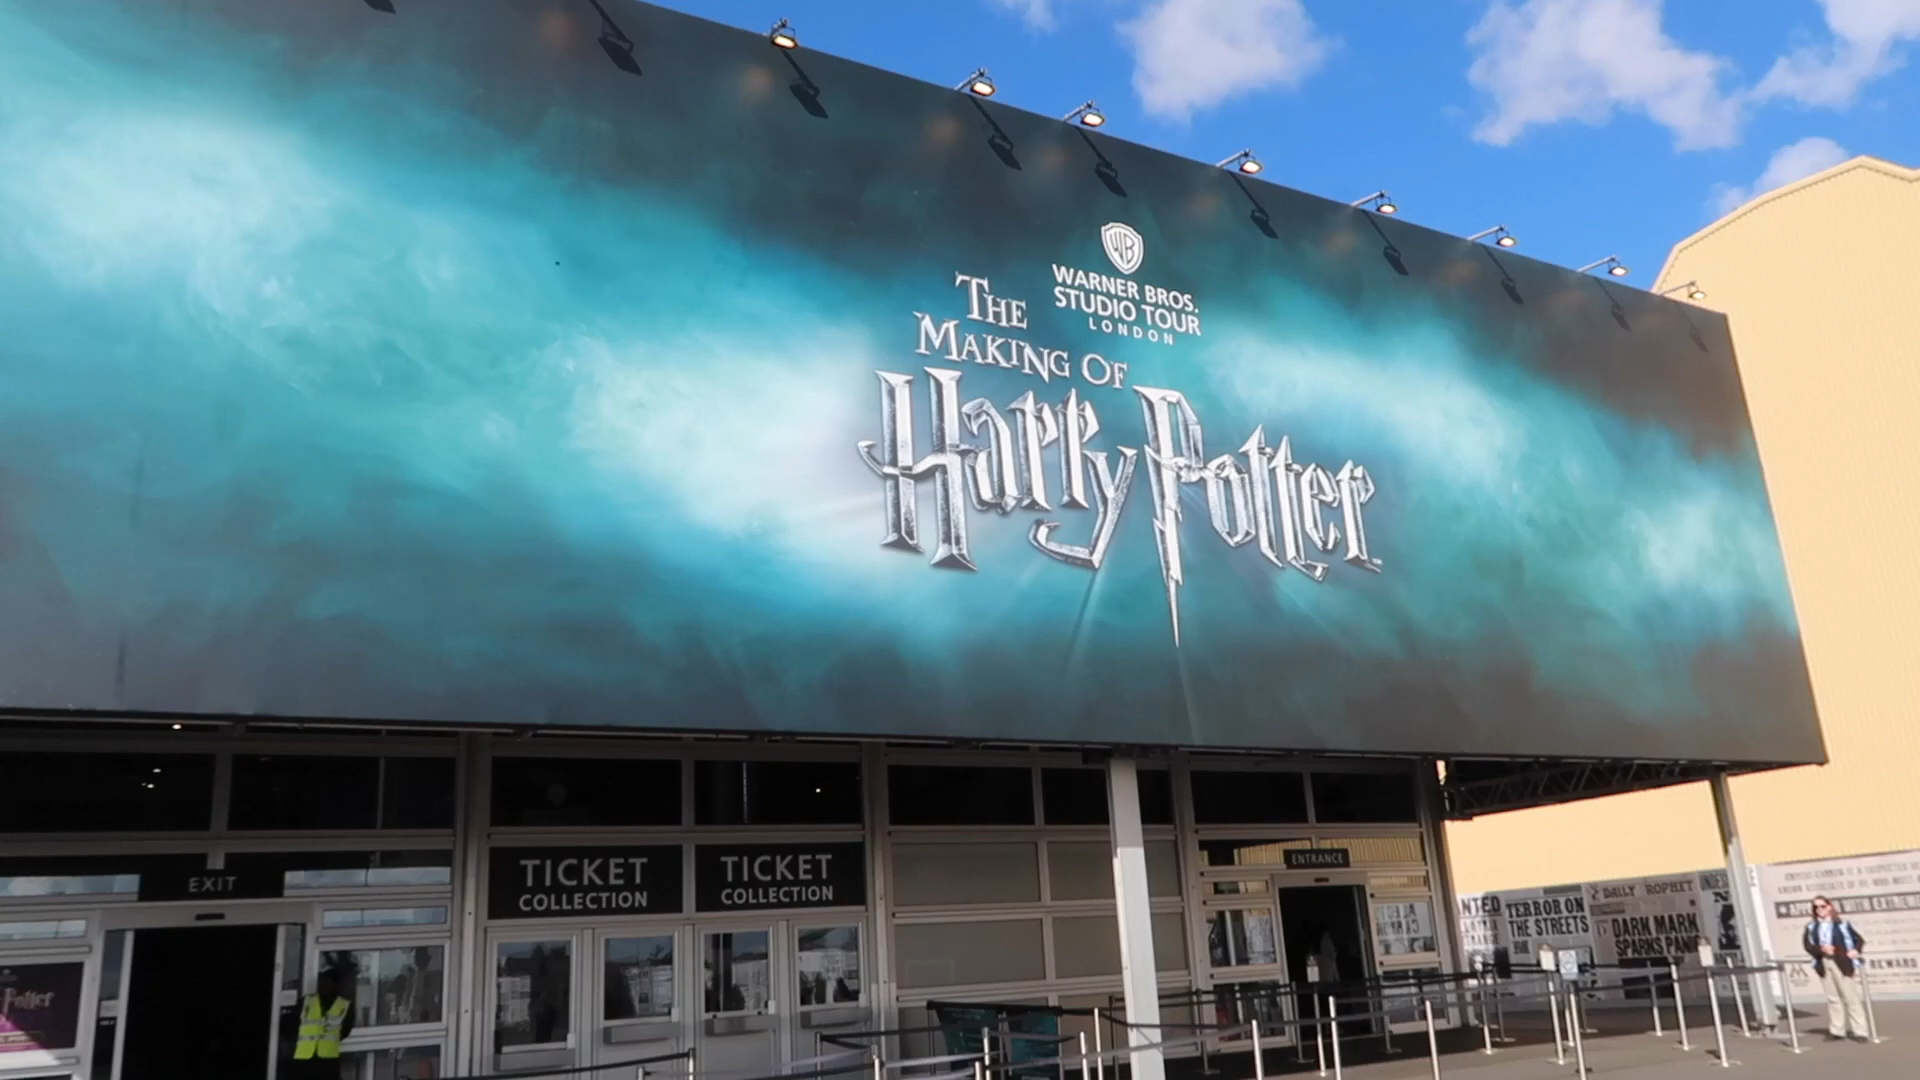 WB
WARNER BROS.
STUDIO TOUR
LONDON
THE
MAKING OF
Harry Potter
EXIT
TICKET
COLLECTION
TICKET
COLLECTION
ENTRANCE
Potter
TERROR ON
THE STREETS
DAILY PROPHET
DARK MARK
SPARKS PANIC
REWARD